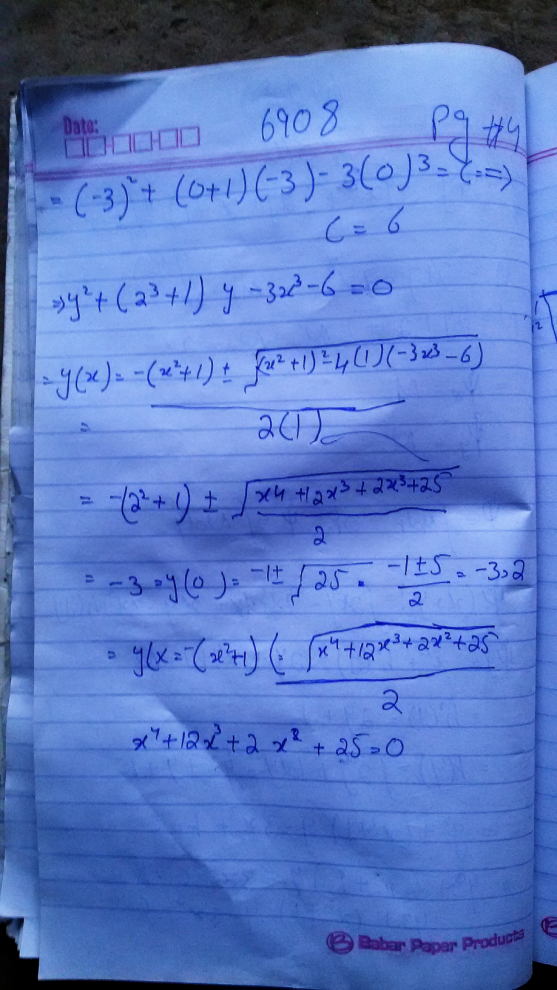 Date:
6908 Pg #4
= (-3)² + (0+1)(-3) - 3(0)³ = C ==>
C = 6
⇒ y² + (2³+1) y - 3x³ - 6 = 0
= y(x) = -(x²+1) ± √(x²+1)² - 4(1)(-3x³-6)
= 2(1)
= -(2²+1) ± √x⁴ + 12x³ + 2x³ + 25
2
= -3 = y(0) = -1± √25 = -1±5 / 2 = -3,2
= y(x = -(x²+1) (= √x⁴+12x³+2x²+25
2
x⁴ + 12x³ + 2x² + 25 = 0
Babar Paper Products